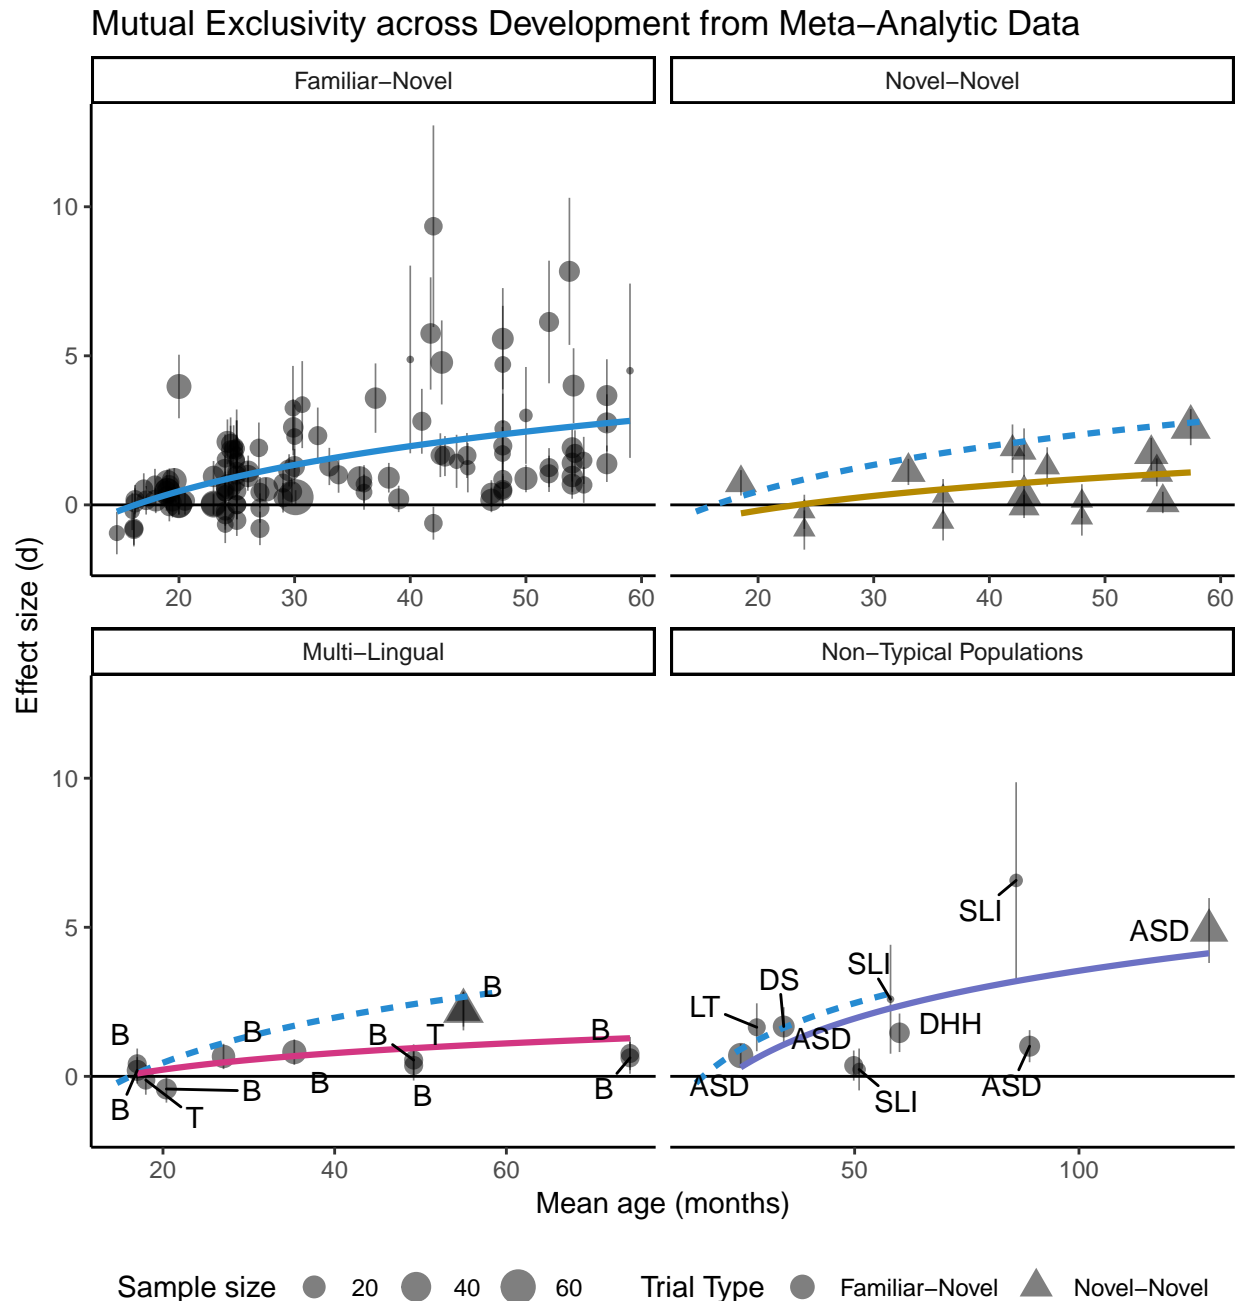 Mutual Exclusivity across Development from Meta−Analytic Data
Familiar−Novel
Novel−Novel
10
5
0
20 30 40 50 60
20 30 40 50 60
Effect size (d)
Multi−Lingual
Non−Typical Populations
10
5
0
B B B T B B
B T B B B B
SLI
ASD
SLI
DS
LT
DHH
ASD
ASD
ASD
SLI
20 60
50 100
Mean age (months)
Sample size 20 40 60 Trial Type Familiar−Novel Novel−Novel